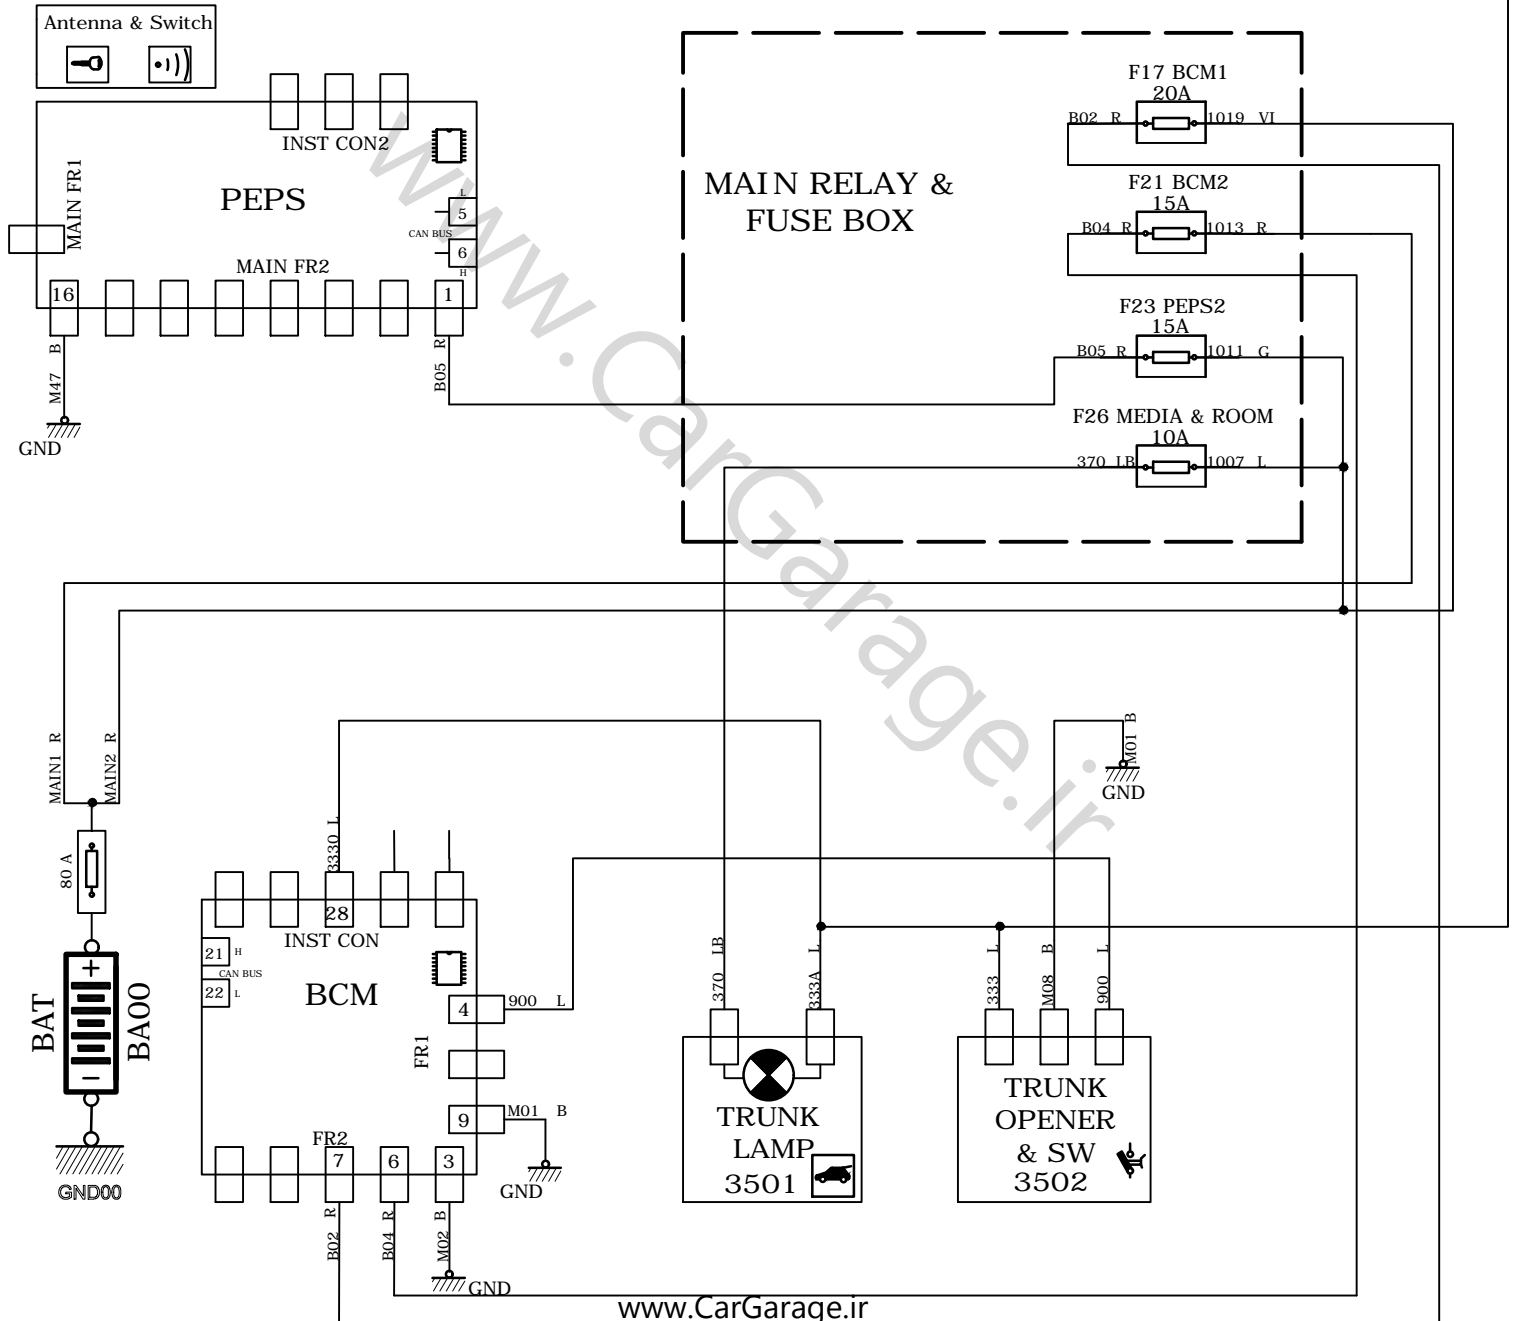 Antenna & Switch
INST CON2
PEPS
MAIN FR1
L
5
CAN BUS
6
H
MAIN FR2
16
1
M47 B
B05 R
GND
MAIN RELAY &
FUSE BOX
F17 BCM1
20A
B02 R
1019 VI
F21 BCM2
15A
B04 R
1013 R
F23 PEPS2
15A
B05 R
1011 G
F26 MEDIA & ROOM
10A
370 LB
1007 L
www.CarGarage.ir
MAIN1 R
MAIN2 R
80 A
BAT
+
−
BA00
GND00
3330 L
28
INST CON
21 H
CAN BUS
22 L
BCM
4
900 L
FR1
9
M01 B
GND
FR2
7
6
3
B02 R
B04 R
M02 B
GND
M01 B
GND
370 LB
333A L
TRUNK
LAMP
3501
333 L
M08 B
900 L
TRUNK
OPENER
& SW
3502
www.CarGarage.ir